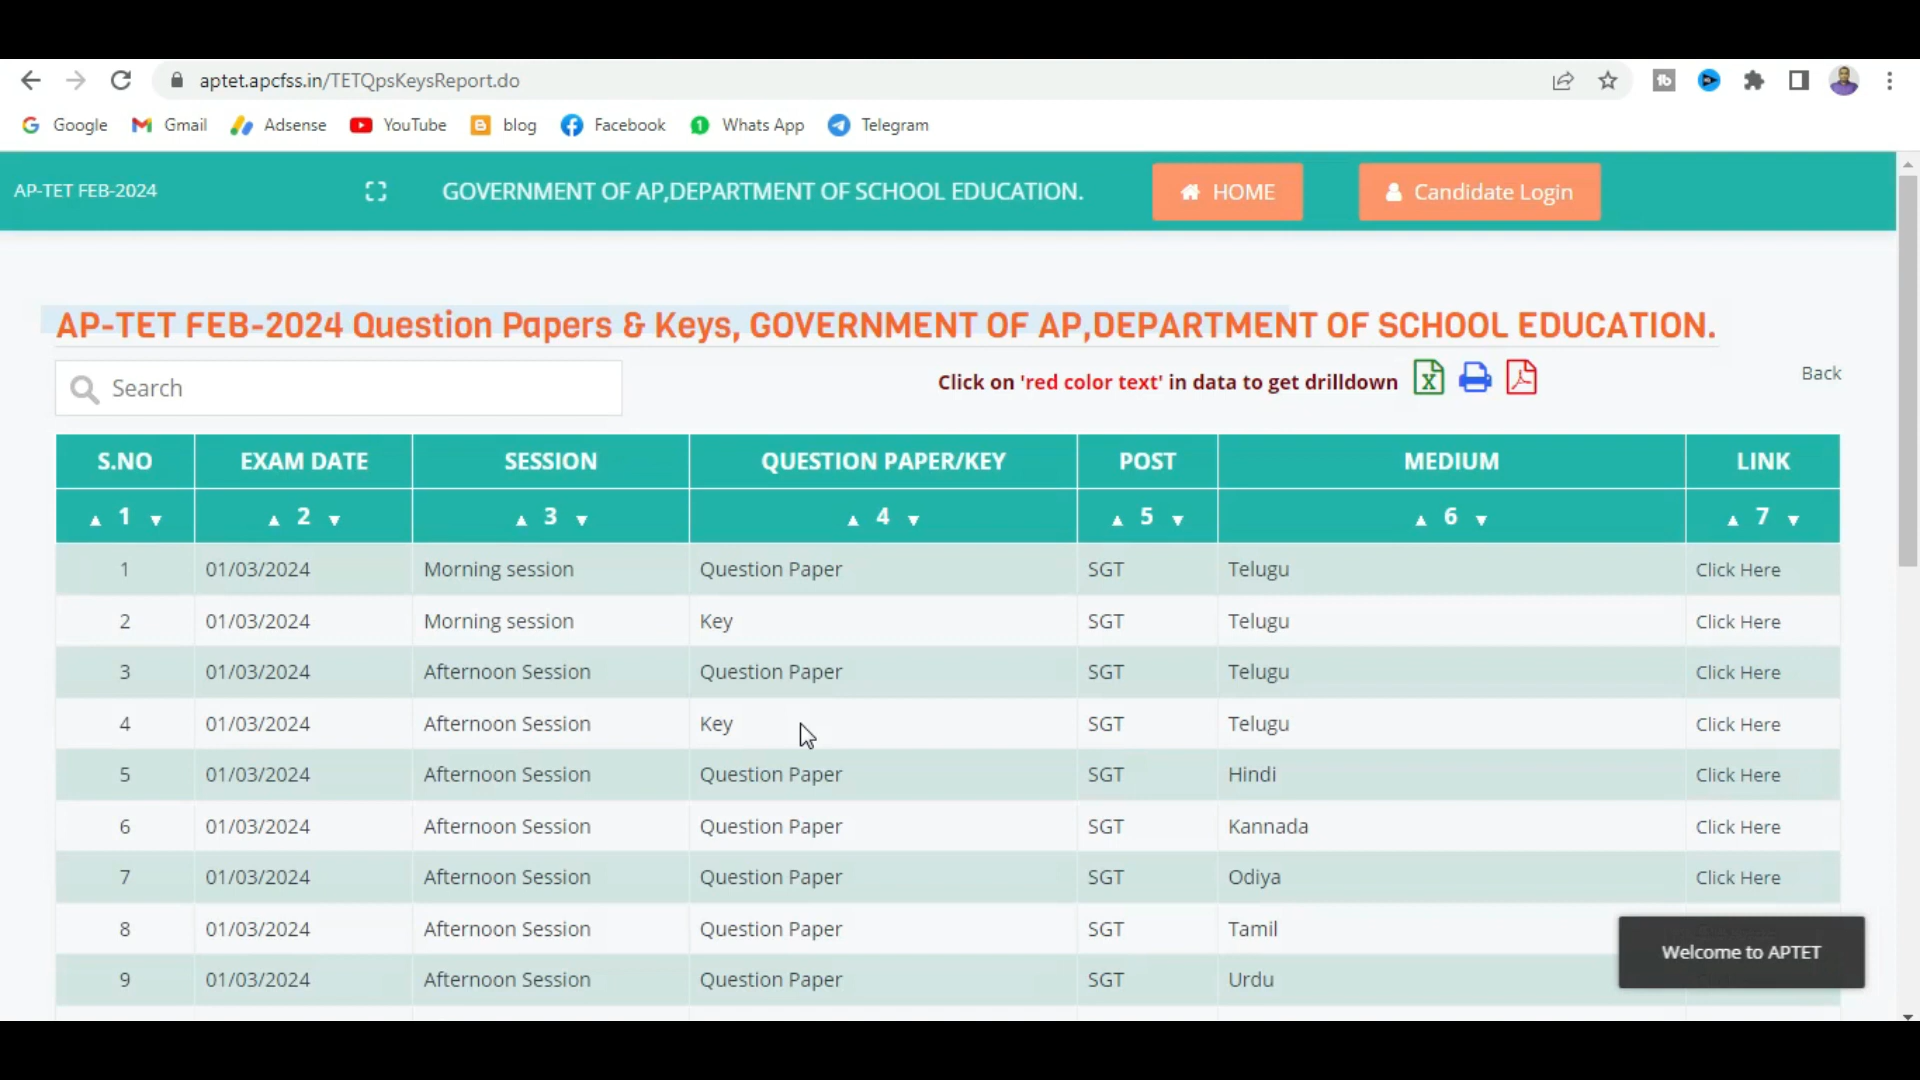 aptet.apcfss.in/TETQpsKeysReport.do
Google Gmail Adsense YouTube blog Facebook 1 Whats App Telegram
AP-TET FEB-2024 GOVERNMENT OF AP,DEPARTMENT OF SCHOOL EDUCATION. HOME Candidate Login
AP-TET FEB-2024 Question Papers & Keys, GOVERNMENT OF AP,DEPARTMENT OF SCHOOL EDUCATION.
Search Click on 'red color text' in data to get drilldown Back
S.NO EXAM DATE SESSION QUESTION PAPER/KEY POST MEDIUM LINK
▲ 1 ▼ ▲ 2 ▼ ▲ 3 ▼ ▲ 4 ▼ ▲ 5 ▼ ▲ 6 ▼ ▲ 7 ▼
1 01/03/2024 Morning session Question Paper SGT Telugu Click Here
2 01/03/2024 Morning session Key SGT Telugu Click Here
3 01/03/2024 Afternoon Session Question Paper SGT Telugu Click Here
4 01/03/2024 Afternoon Session Key SGT Telugu Click Here
5 01/03/2024 Afternoon Session Question Paper SGT Hindi Click Here
6 01/03/2024 Afternoon Session Question Paper SGT Kannada Click Here
7 01/03/2024 Afternoon Session Question Paper SGT Odiya Click Here
8 01/03/2024 Afternoon Session Question Paper SGT Tamil
Welcome to APTET
9 01/03/2024 Afternoon Session Question Paper SGT Urdu